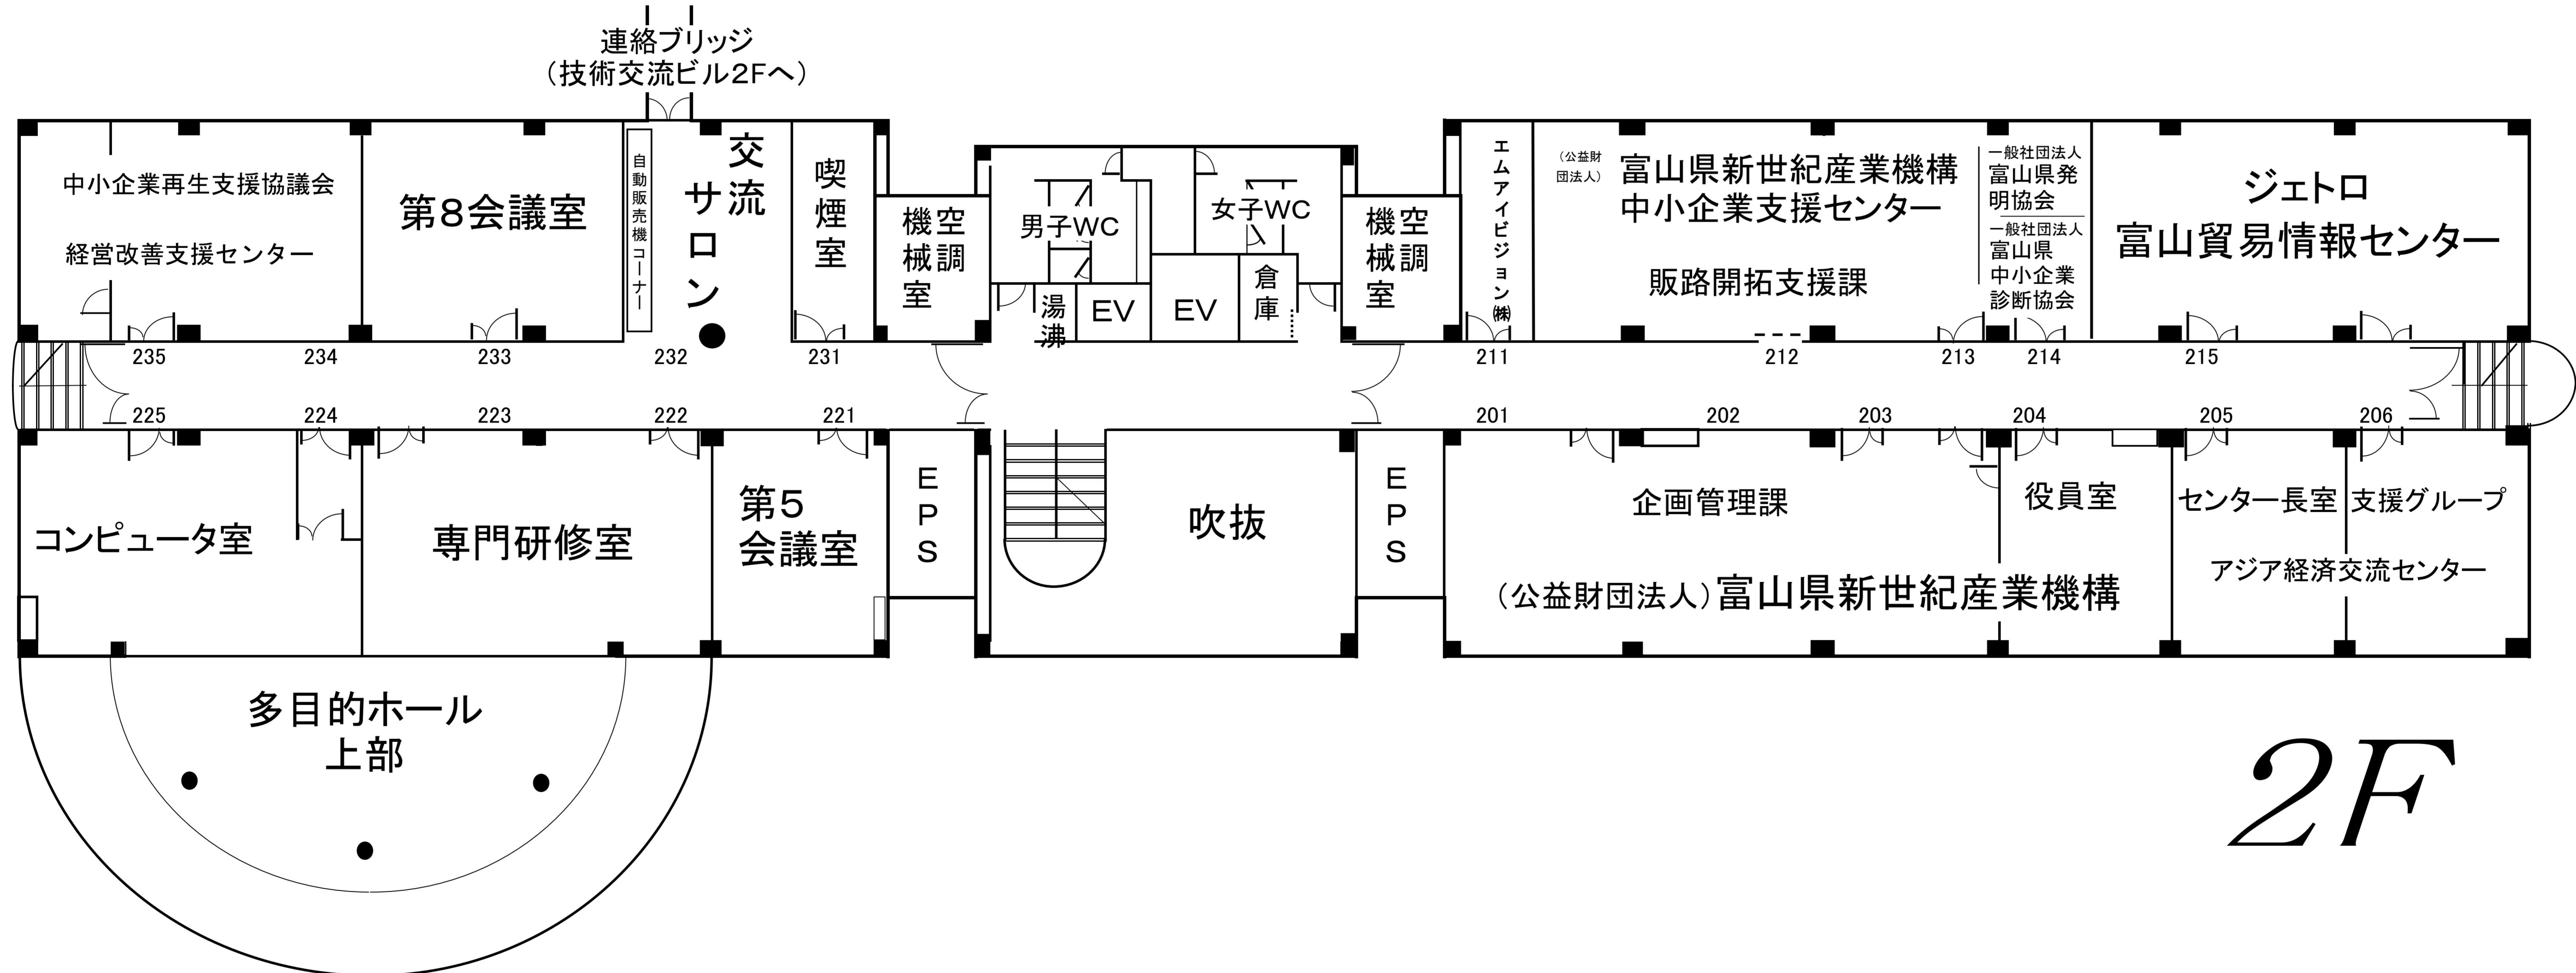 連絡ブリッジ
（技術交流ビル2Fへ）
中小企業再生支援協議会
経営改善支援センター
第8会議室
自動販売機コーナー
交流
サロン
喫煙室
空調
機械室
男子WC
女子WC
湯沸
EV
EV
倉庫
空調
機械室
エムアイビジョン㈱
（公益財
団法人）
富山県新世紀産業機構
中小企業支援センター
販路開拓支援課
一般社団法人
富山県発
明協会
一般社団法人
富山県
中小企業
診断協会
ジェトロ
富山貿易情報センター
235
234
233
232
231
211
212
213
214
215
225
224
223
222
221
201
202
203
204
205
206
コンピュータ室
専門研修室
第5
会議室
EPS
吹抜
EPS
企画管理課
役員室
センター長室
支援グループ
アジア経済交流センター
（公益財団法人）富山県新世紀産業機構
多目的ホール
上部
2F